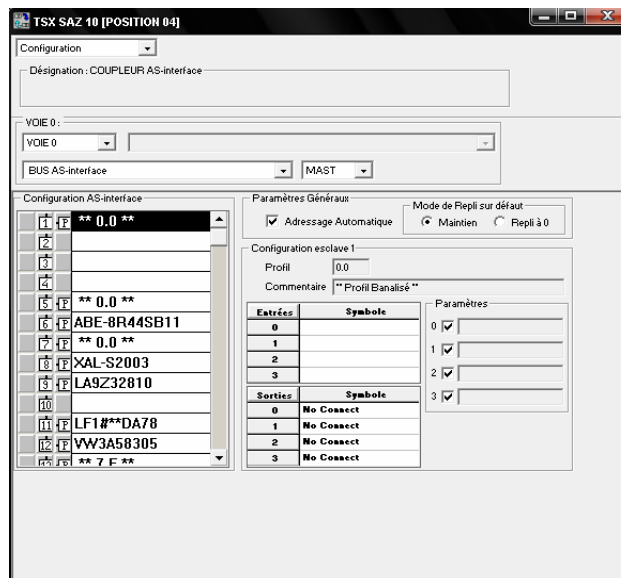 TSX SAZ 10 [POSITION 04]
Configuration
Désignation : COUPLEUR AS-interface
VOIE 0 :
VOIE 0
BUS AS-interface
MAST
Configuration AS-interface
1 P ** 0.0 **
2
3
4
5 P ** 0.0 **
6 P ABE-8R44SB11
7 P ** 0.0 **
8 P XAL-S2003
9 P LA9Z32810
10
11 P LF1#**DA78
12 P VW3A58305
13 P ** 7.F **
Paramètres Généraux
Adressage Automatique
Mode de Repli sur défaut
Maintien Repli à 0
Configuration esclave 1
Profil 0.0
Commentaire ** Profil Banalisé **
Entrées Symbole
0
1
2
3
Sorties Symbole
0 No Connect
1 No Connect
2 No Connect
3 No Connect
Paramètres
0
1
2
3